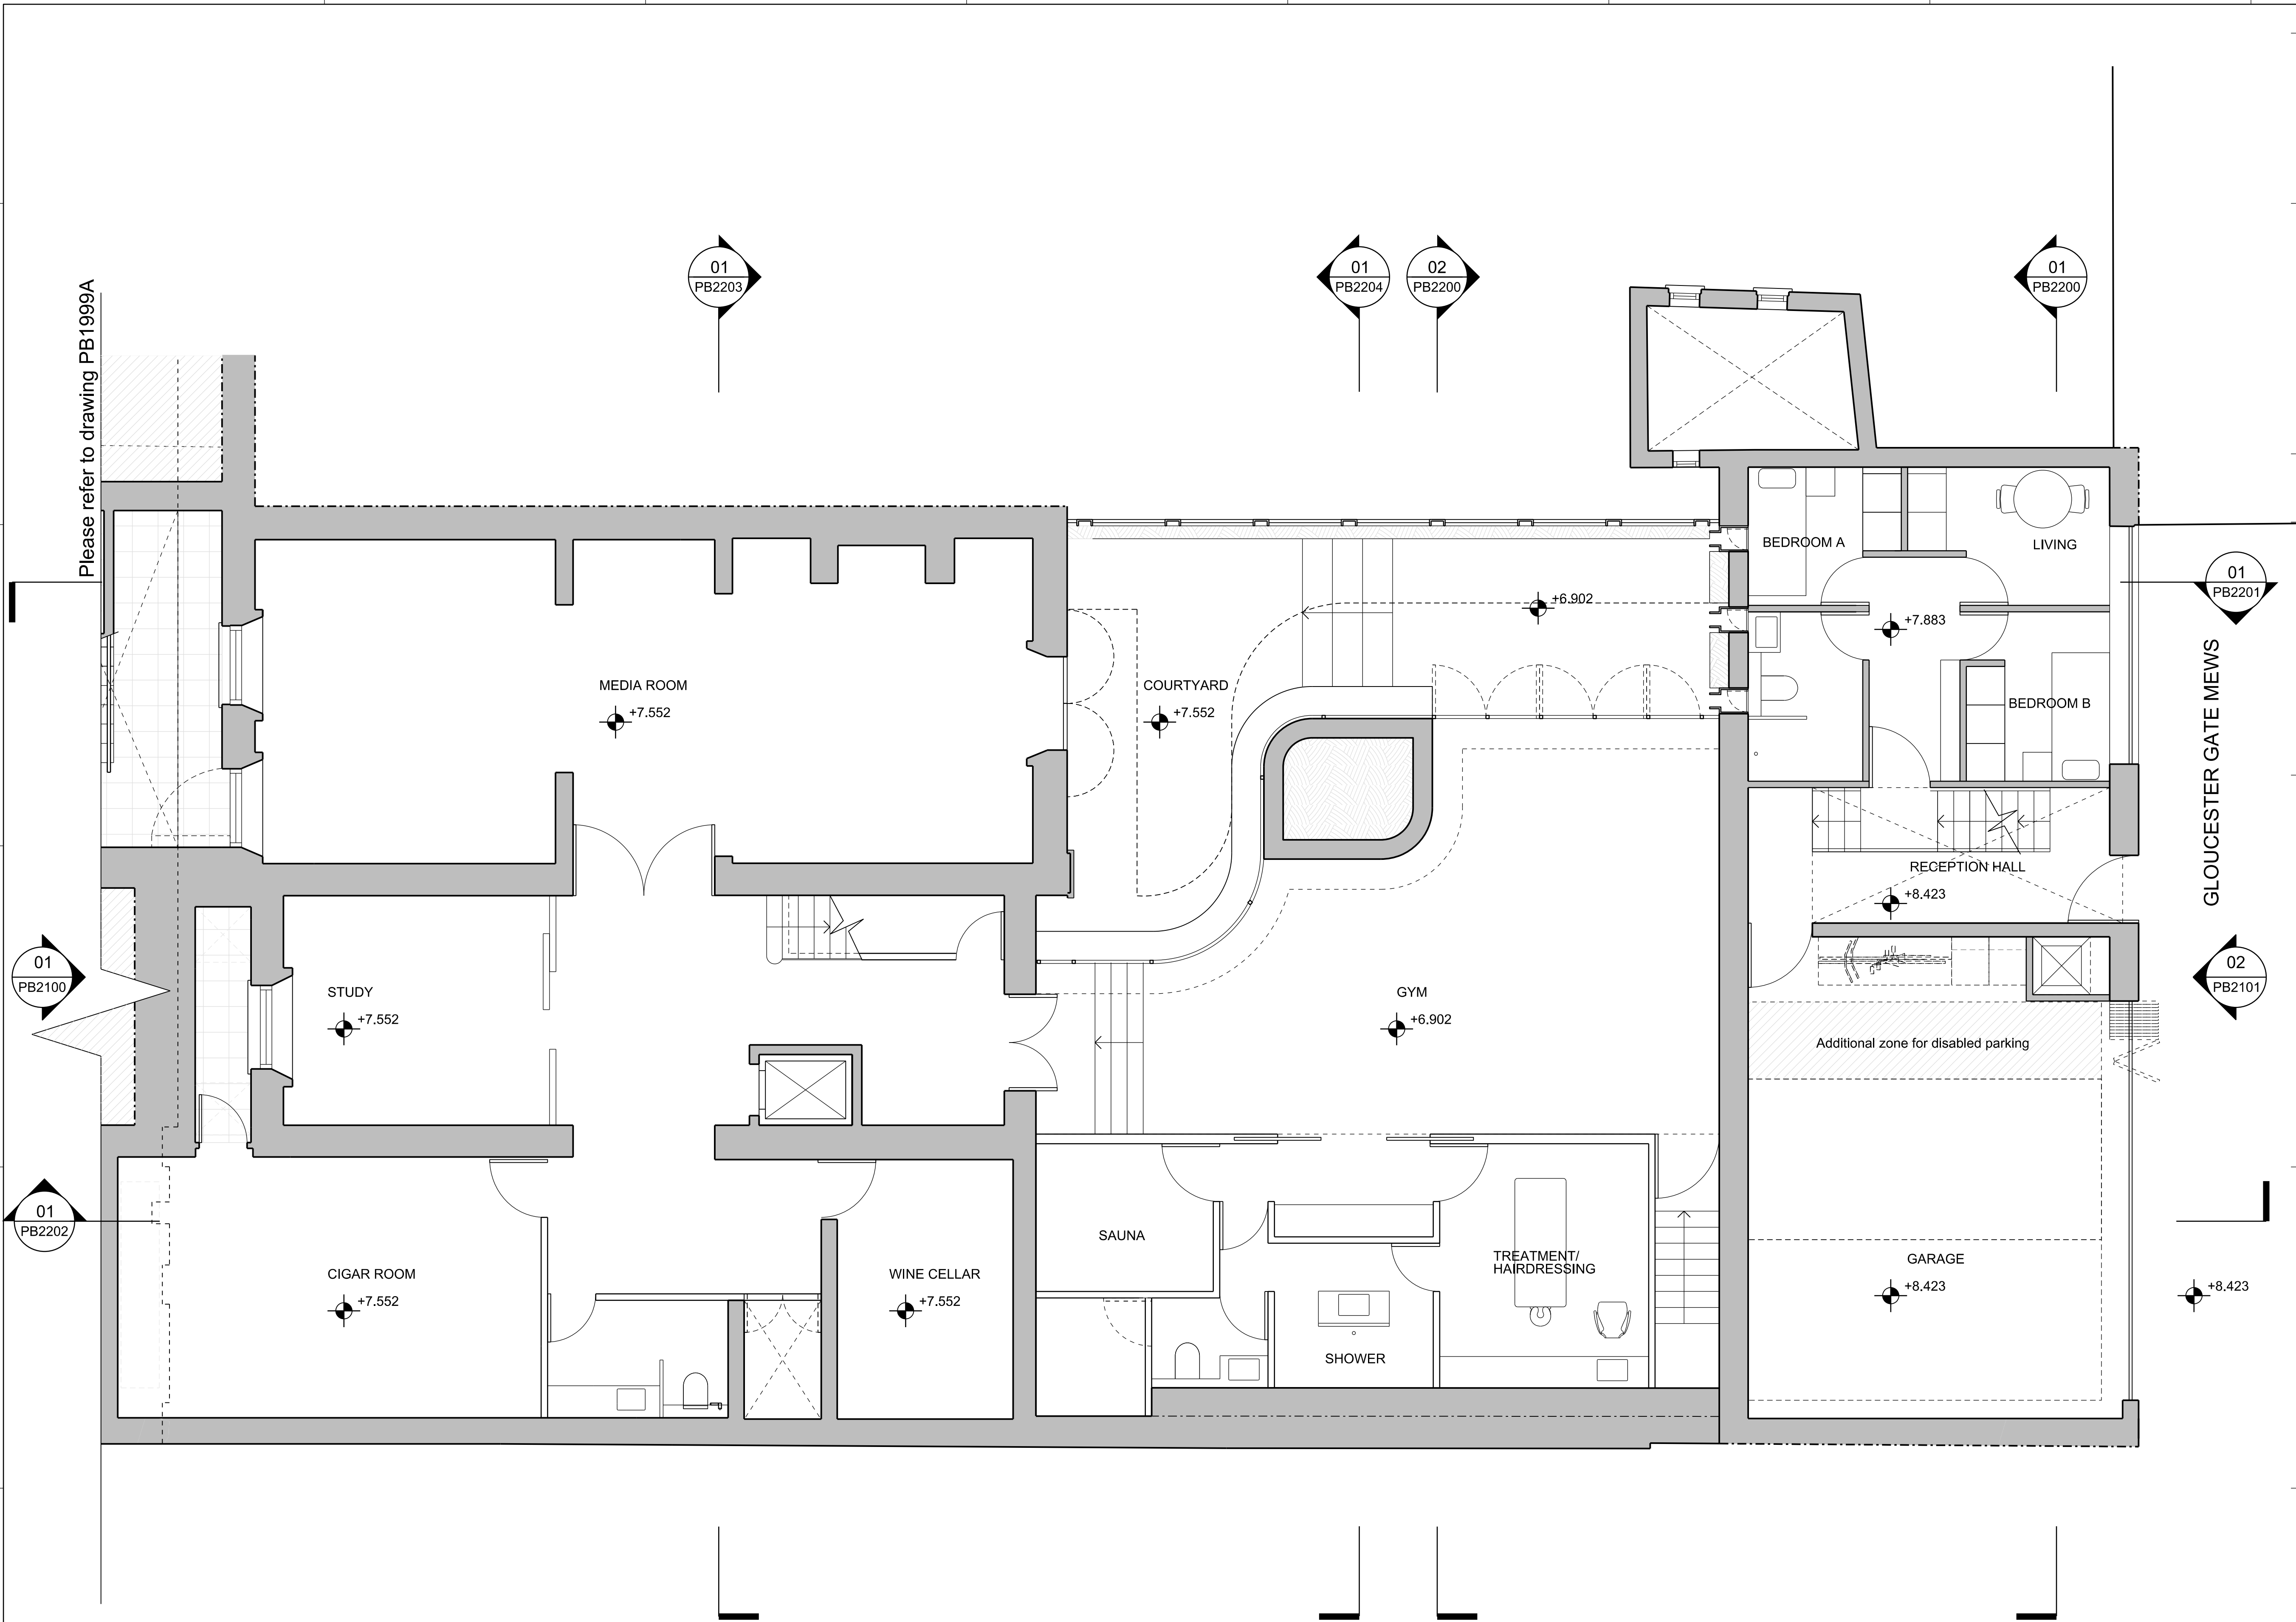 01
PB2203
01
PB2204
02
PB2200
01
PB2200
Please refer to drawing PB1999A
BEDROOM A
LIVING
01
PB2201
+6.902
+7.883
MEDIA ROOM
+7.552
COURTYARD
+7.552
BEDROOM B
GLOUCESTER GATE MEWS
RECEPTION HALL
+8.423
01
PB2100
STUDY
+7.552
GYM
+6.902
02
PB2101
Additional zone for disabled parking
01
PB2202
SAUNA
TREATMENT/
HAIRDRESSING
GARAGE
+8.423
+8.423
CIGAR ROOM
+7.552
WINE CELLAR
+7.552
SHOWER